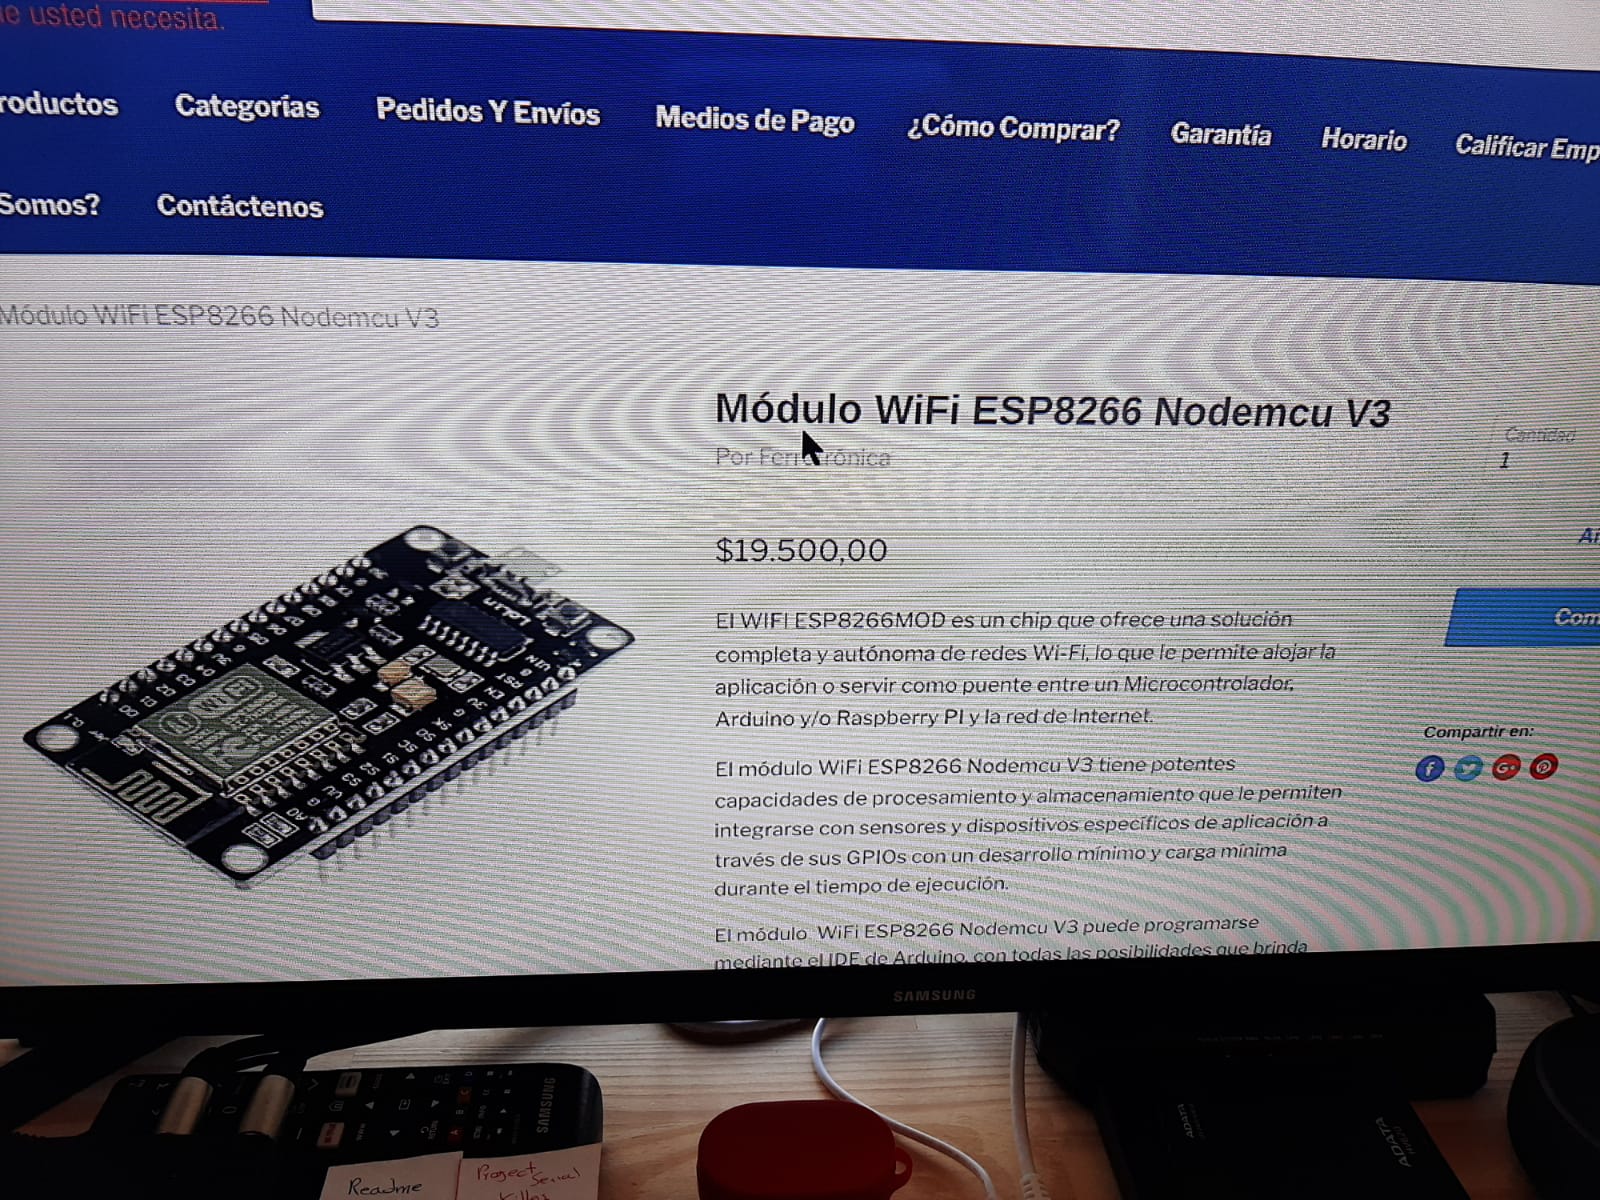 e usted necesita.
roductos Categorías Pedidos Y Envíos Medios de Pago ¿Cómo Comprar? Garantía Horario Calificar Emp
Somos? Contáctenos
Módulo WiFi ESP8266 Nodemcu V3
Módulo WiFi ESP8266 Nodemcu V3
Por
Cantidad
1
$19.500,00
El WIFI ESP8266MOD es un chip que ofrece una solución
completa y autónoma de redes Wi-Fi, lo que le permite alojar la
aplicación o servir como puente entre un Microcontrolador,
Arduino y/o Raspberry PI y la red de Internet.
Com
Compartir en:
El módulo WiFi ESP8266 Nodemcu V3 tiene potentes
capacidades de procesamiento y almacenamiento que le permiten
integrarse con sensores y dispositivos específicos de aplicación a
través de sus GPIOs con un desarrollo mínimo y carga mínima
durante el tiempo de ejecución.
El módulo WiFi ESP8266 Nodemcu V3 puede programarse
mediante el IDE de Arduino, con todas las posibilidades que brinda
SAMSUNG
SAMSUNG
ADATA
ADATA
Readme
Project Serial